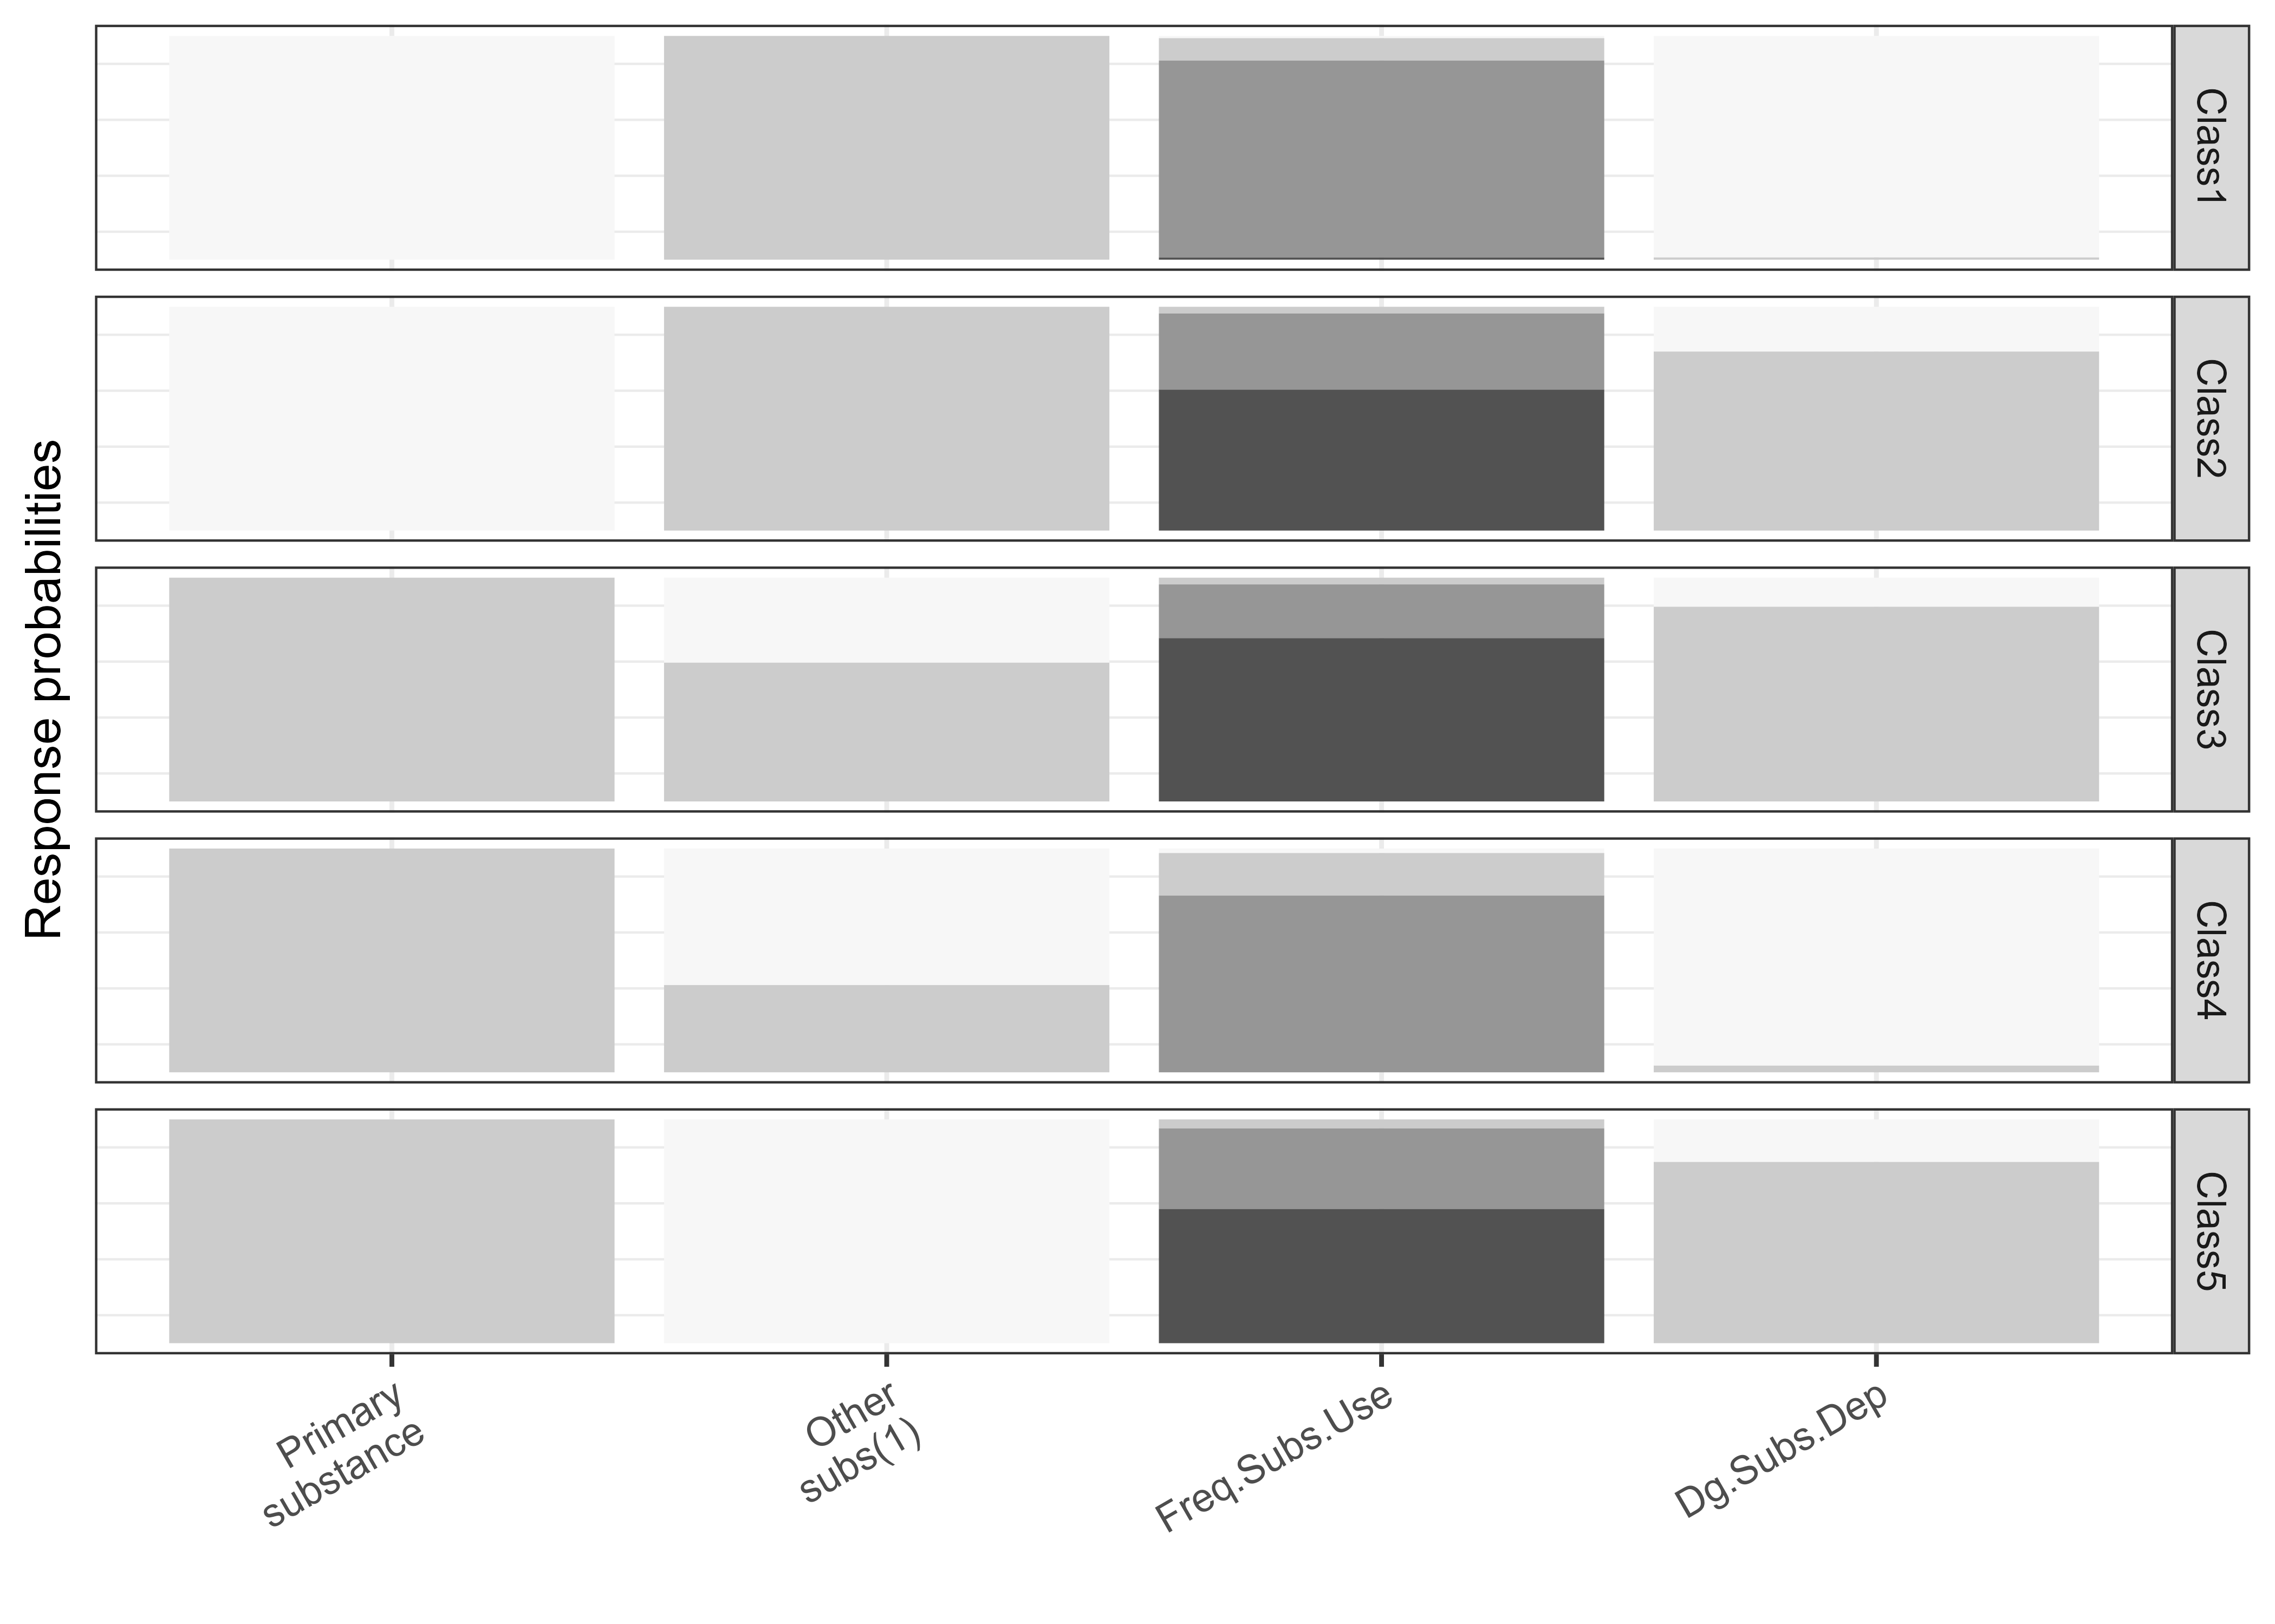 Response probabilities
Class1
Class2
Class3
Class4
Class5
Primary
substance
Other
subs(1)
Freq.Subs.Use
Dg.Subs.Dep